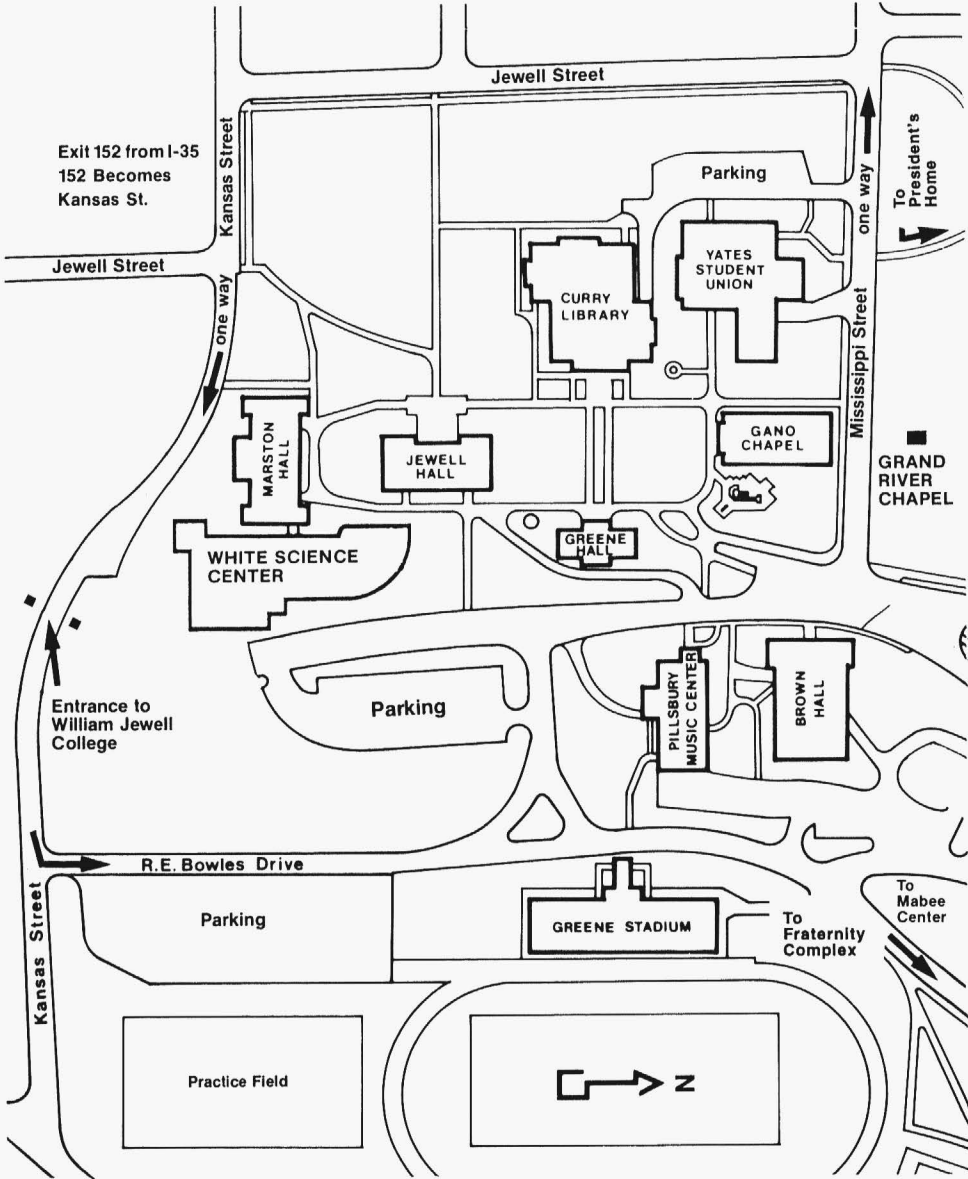 Jewell Street
Exit 152 from I-35
152 Becomes
Kansas St.
Kansas Street
Parking
one way
To
President's
Home
Jewell Street
one way
CURRY
LIBRARY
YATES
STUDENT
UNION
Mississippi Street
MARSTON
HALL
JEWELL
HALL
GANO
CHAPEL
GRAND
RIVER
CHAPEL
WHITE SCIENCE
CENTER
GREENE
HALL
Entrance to
William Jewell
College
Parking
PILLSBURY
MUSIC CENTER
BROWN
HALL
R.E. Bowles Drive
Kansas Street
Parking
GREENE STADIUM
To
Fraternity
Complex
To
Mabee
Center
Practice Field
N